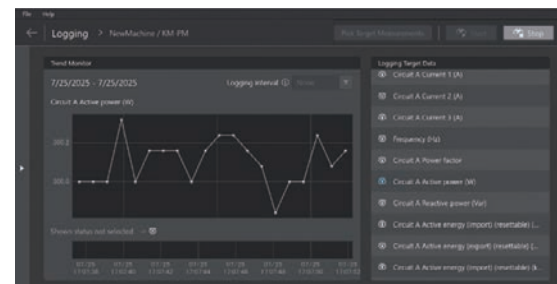 File Help
← Logging > NewMachine / KM-PM
Stop
Trend Monitor
7/25/2025 - 7/25/2025
Logging interval
None
Circuit A Active power (W)
Shown status not selected
Logging Target Data
Circuit A Current 1 (A)
Circuit A Current 2 (A)
Circuit A Current 3 (A)
Frequency (Hz)
Circuit A Power factor
Circuit A Active power (W)
Circuit A Reactive power (Var)
Circuit A Active energy (import) (resettable) (...
Circuit A Active energy (export) (resettable) (...
Circuit A Active energy (import) (resettable) (k...